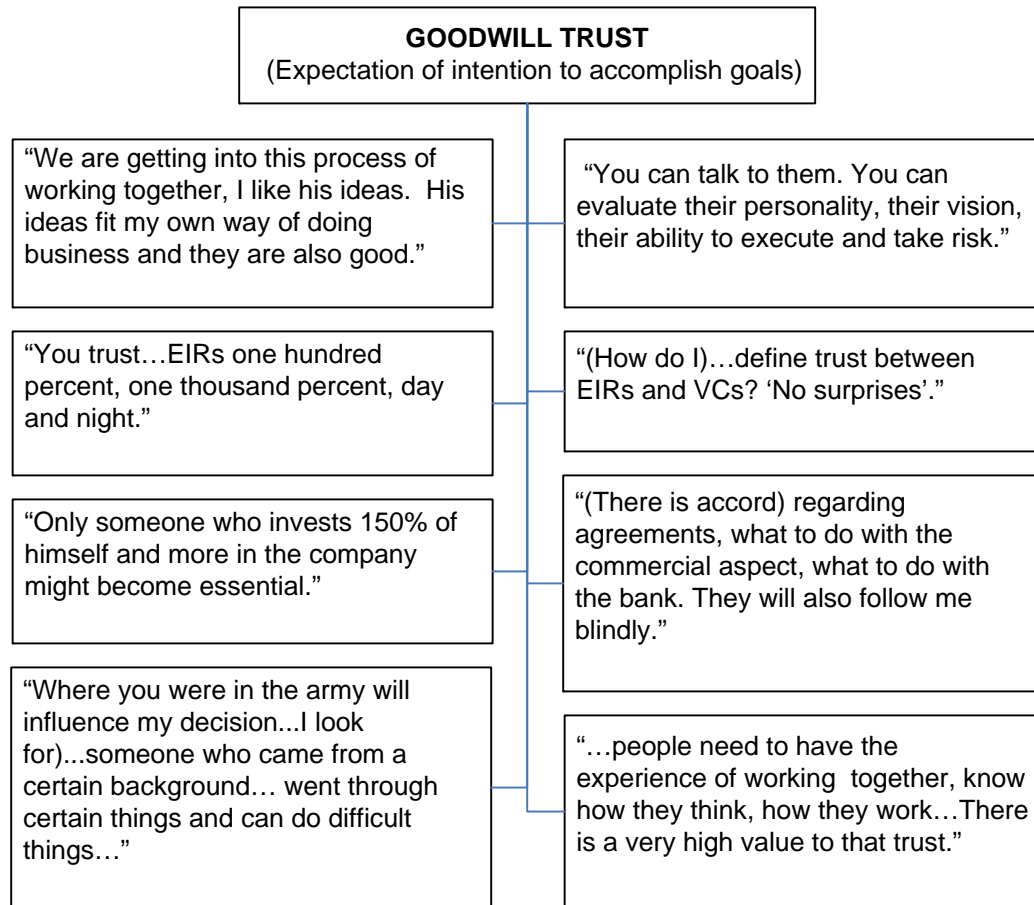 GOODWILL TRUST
(Expectation of intention to accomplish goals)
“We are getting into this process of
working together, I like his ideas.  His
ideas fit my own way of doing
business and they are also good.”
“You can talk to them. You can
evaluate their personality, their vision,
their ability to execute and take risk.”
“You trust…EIRs one hundred
percent, one thousand percent, day
and night.”
“(How do I)…define trust between
EIRs and VCs? ‘No surprises’.”
“Only someone who invests 150% of
himself and more in the company
might become essential.”
“(There is accord) regarding
agreements, what to do with the
commercial aspect, what to do with
the bank. They will also follow me
blindly.”
“Where you were in the army will
influence my decision...I look
for)...someone who came from a
certain background… went through
certain things and can do difficult
things…”
“…people need to have the
experience of working  together, know
how they think, how they work…There
is a very high value to that trust.”